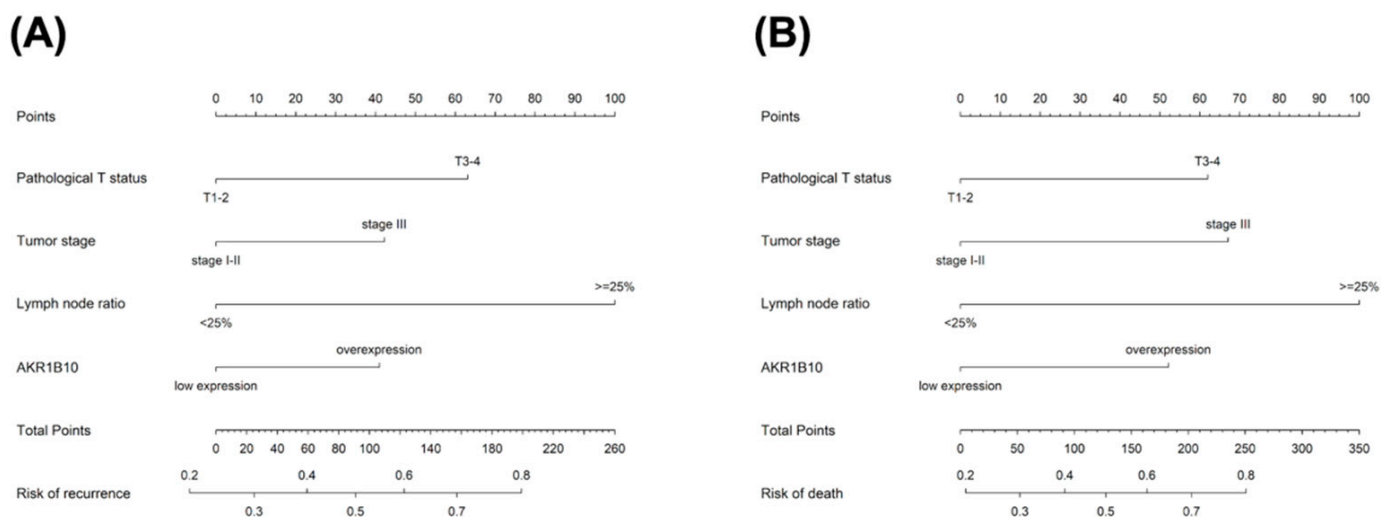 (A)
0 10 20 30 40 50 60 70 80 90 100
Points
T3-4
Pathological T status
T1-2
stage III
Tumor stage
stage I-II
>=25%
Lymph node ratio
<25%
overexpression
AKR1B10
low expression
Total Points
0 20 40 60 80 100 140 180 220 260
0.2 0.4 0.6 0.8
Risk of recurrence
0.3 0.5 0.7
(B)
0 10 20 30 40 50 60 70 80 90 100
Points
T3-4
Pathological T status
T1-2
stage III
Tumor stage
stage I-II
>=25%
Lymph node ratio
<25%
overexpression
AKR1B10
low expression
Total Points
0 50 100 150 200 250 300 350
0.2 0.4 0.6 0.8
Risk of death
0.3 0.5 0.7